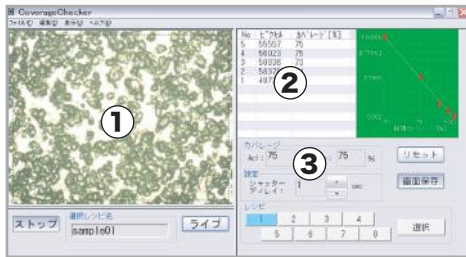 CoverageChecker
ファイル(F) 編集(E) 表示(V) ヘルプ(H)
No ピクセル カバレージ[%]
5 55557 75
4 56023 75
3 59336 73
2 5837
1 497
①
②
③
カバレージ
Act: 75 75 %
リセット
設定
シャッター
ディレイ: 1 sec
画面保存
ストップ
選択レシピ名
sample01
ライブ
レシピ
1 2 3 4
5 6 7 8
選択